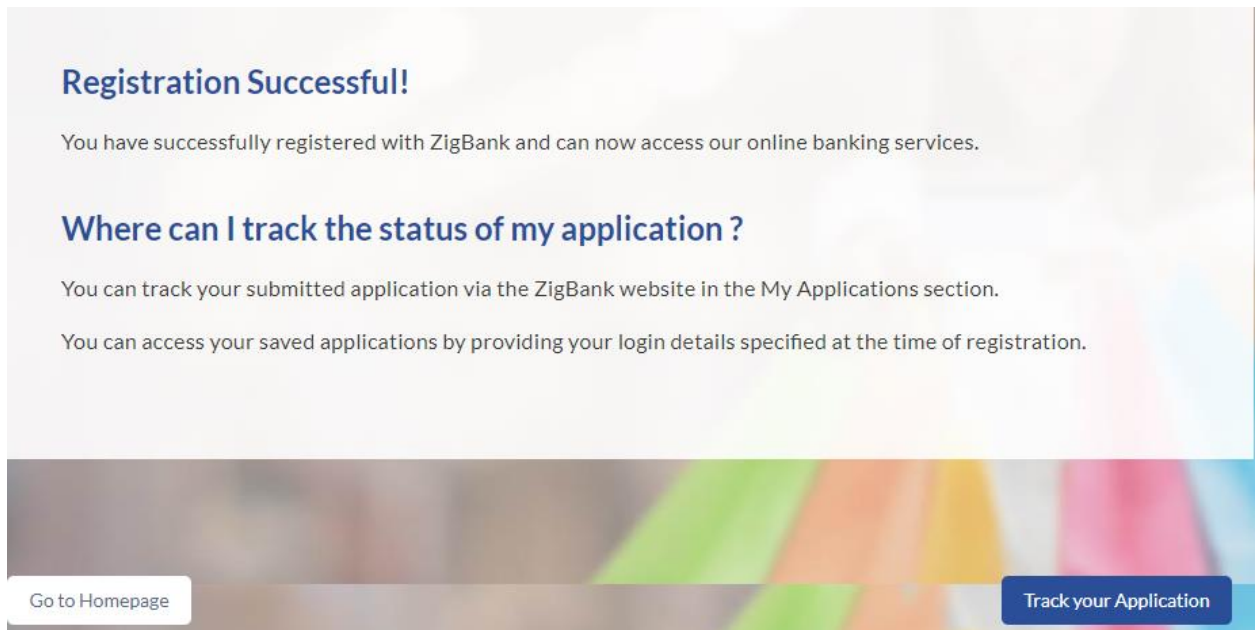 Registration Successful!
You have successfully registered with ZigBank and can now access our online banking services.
Where can I track the status of my application ?
You can track your submitted application via the ZigBank website in the My Applications section.
You can access your saved applications by providing your login details specified at the time of registration.
Go to Homepage
Track your Application